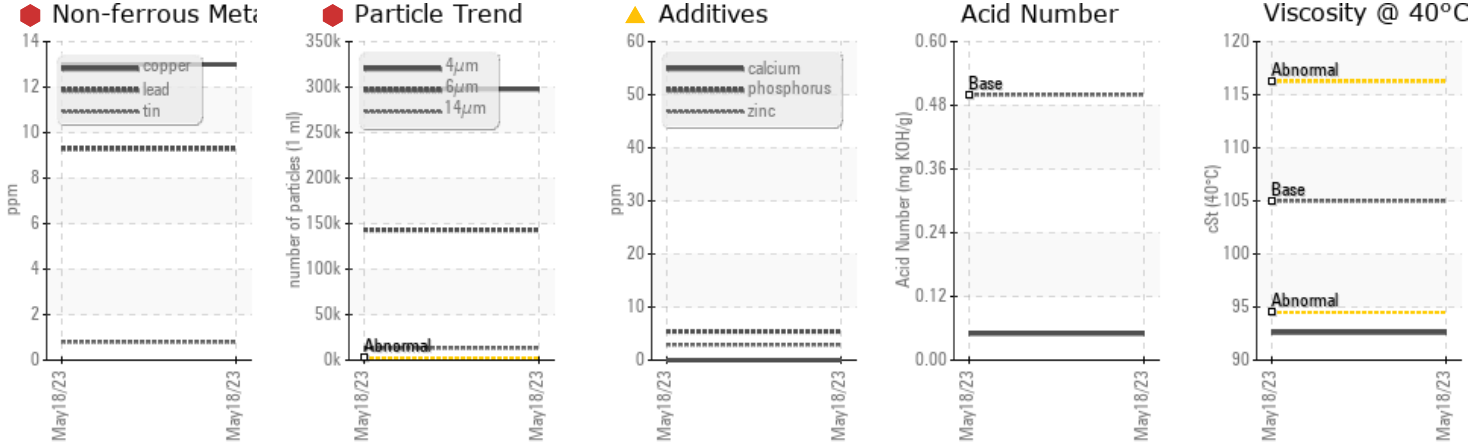 Non-ferrous Meta
14
12
10
8
6
4
2
0
ppm
copper
lead
tin
May18/23
May18/23
Particle Trend
350k
300k
250k
200k
150k
100k
50k
0k
number of particles (1 ml)
4µm
6µm
14µm
Abnormal
May18/23
May18/23
Additives
60
50
40
30
20
10
0
ppm
calcium
phosphorus
zinc
May18/23
May18/23
Acid Number
0.60
0.48
0.36
0.24
0.12
0.00
Acid Number (mg KOH/g)
Base
May18/23
May18/23
Viscosity @ 40°C
120
115
110
105
100
95
90
cSt (40°C)
Abnormal
Base
Abnormal
May18/23
May18/23